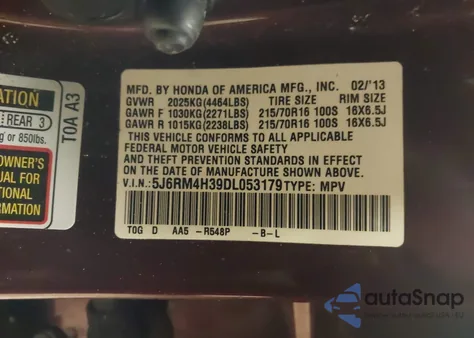 MFD. BY HONDA OF AMERICA MFG., INC. 02/'13
GVWR 2025KG(4464LBS) TIRE SIZE RIM SIZE
GAWR F 1030KG(2271LBS) 215/70R16 100S 16X6.5J
GAWR R 1015KG(2238LBS) 215/70R16 100S 16X6.5J
THIS VEHICLE CONFORMS TO ALL APPLICABLE
FEDERAL MOTOR VEHICLE SAFETY AND THEFT
PREVENTION STANDARDS IN EFFECT ON THE DATE
OF MANUFACTURE SHOWN ABOVE.
V.I.N.: 5J6RM4H39DL053179 TYPE: MPV
TOG D AA5 -R548P -B-L
ATION
REAR 3
g or 850lbs.
OWNER'S
UAL FOR
TIONAL
RMATION
TOA A3
autoSnap